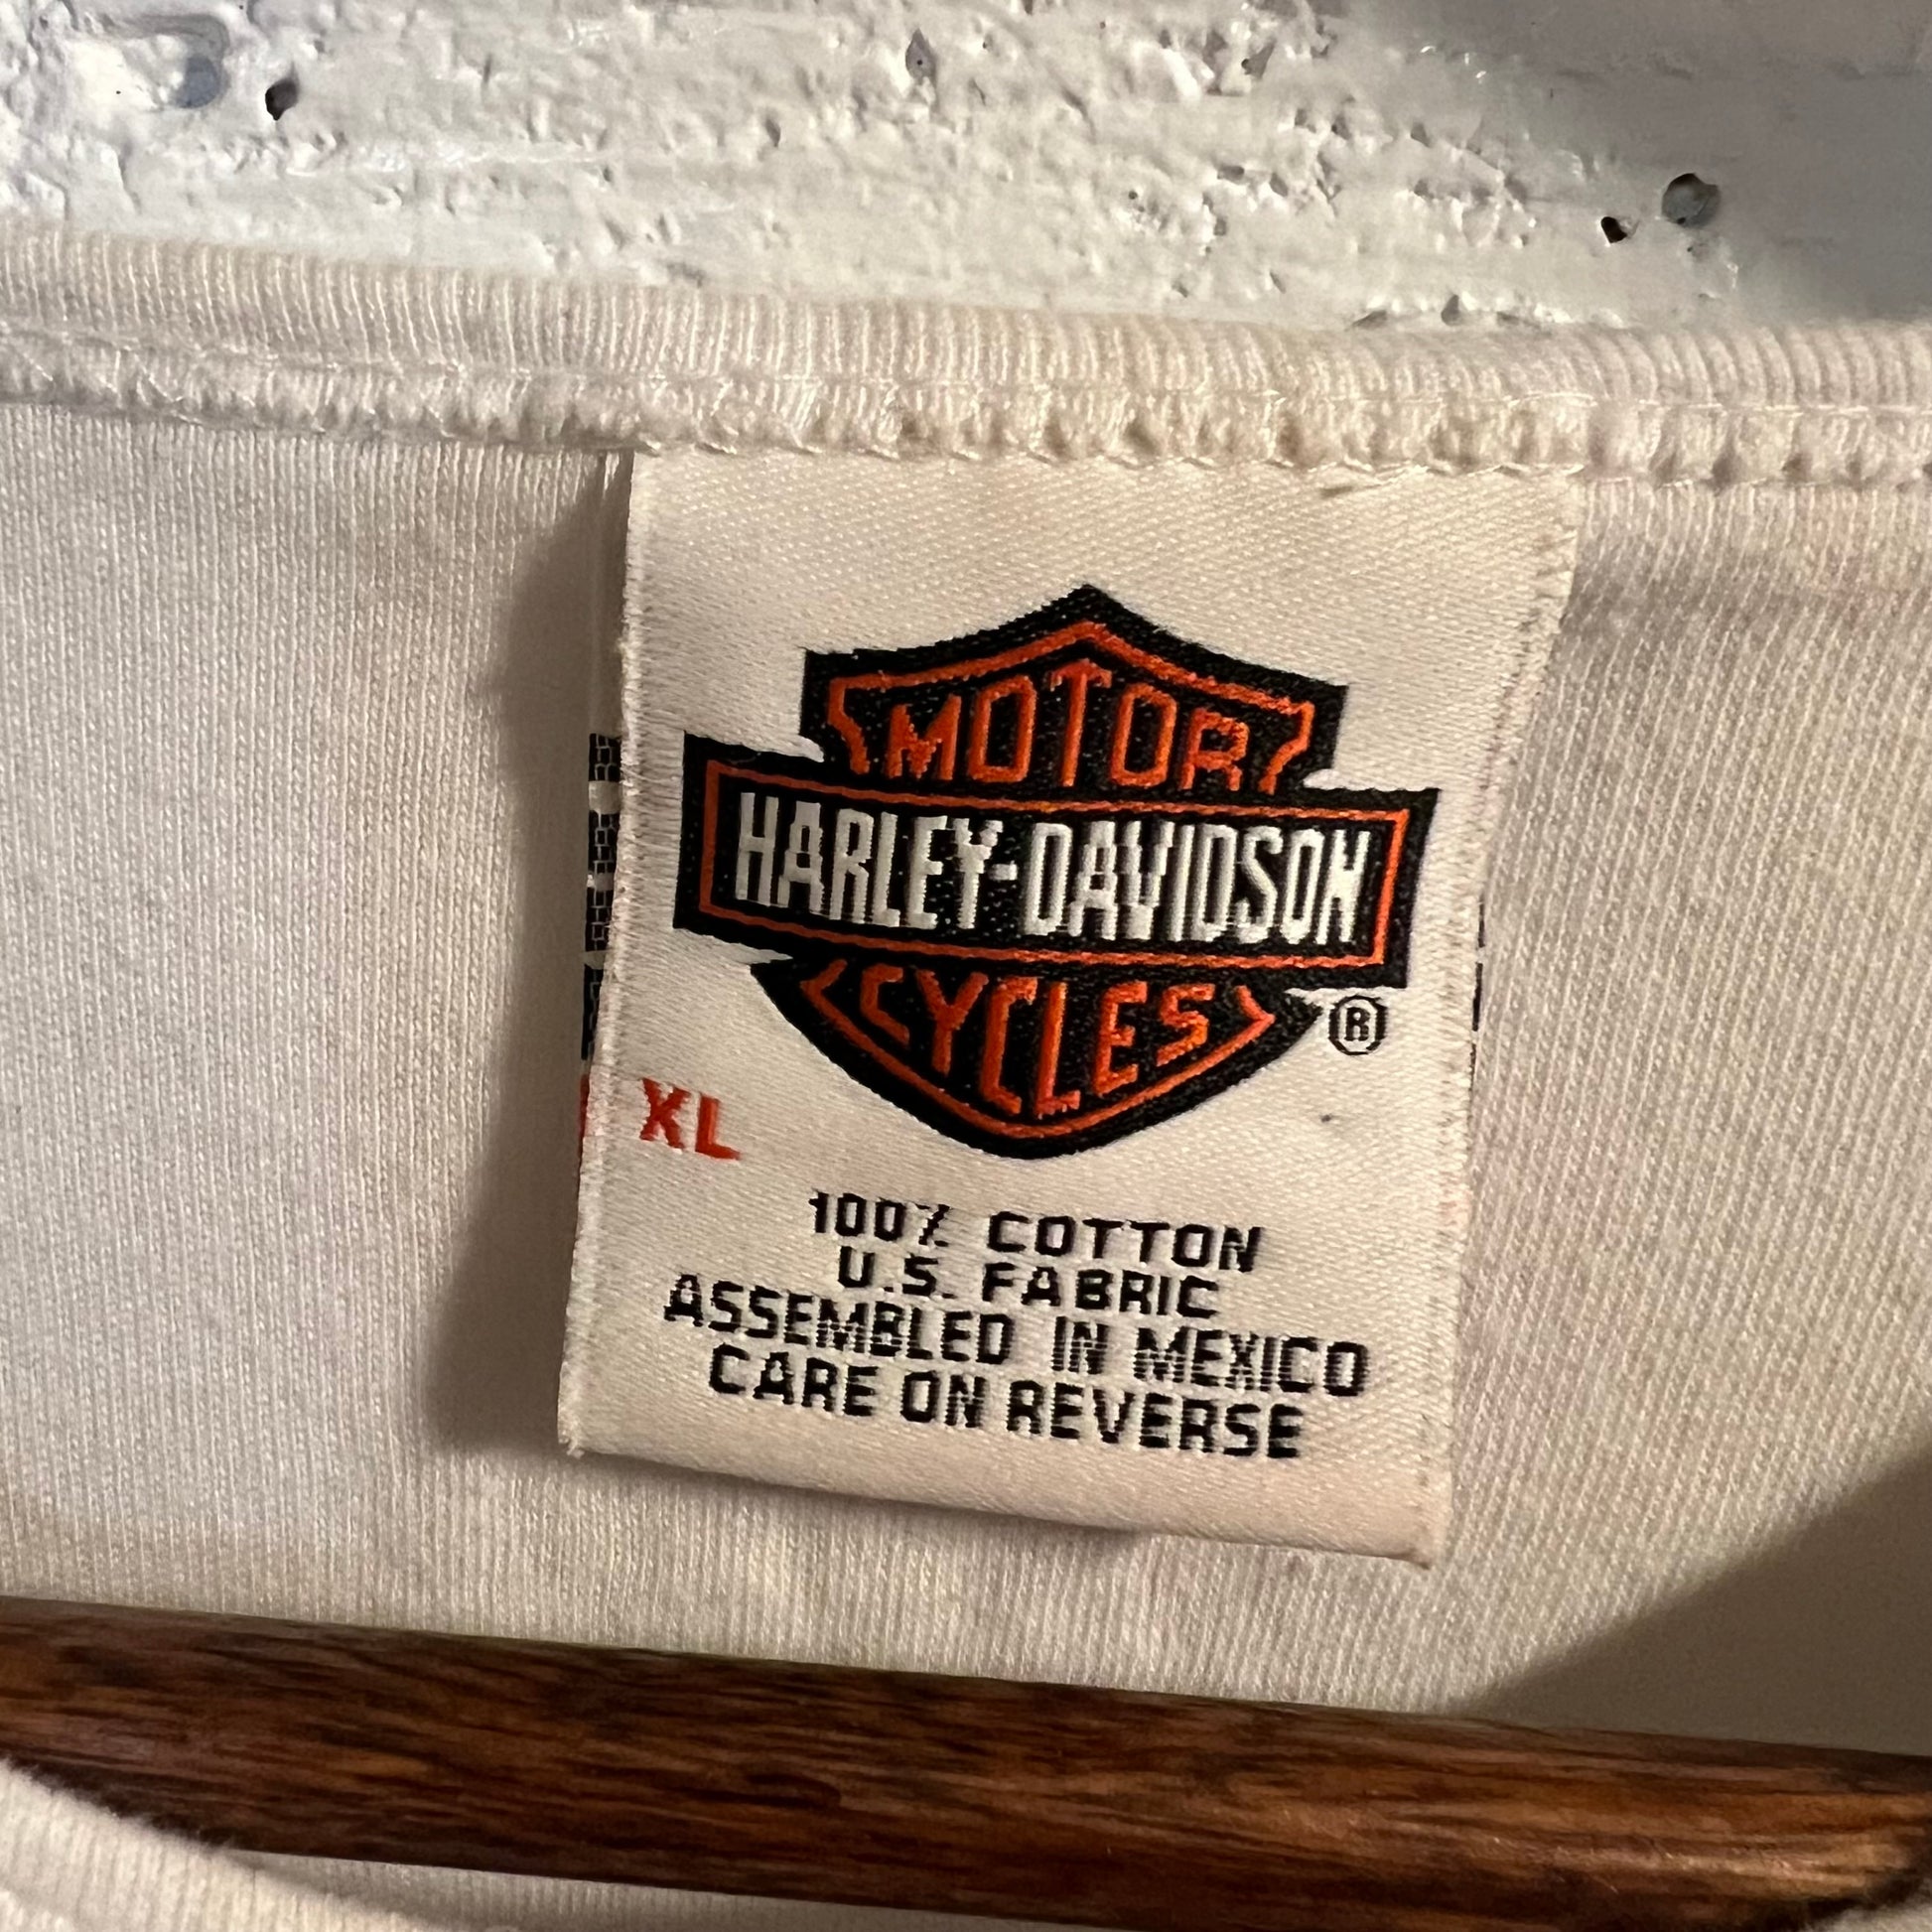 MOTOR
HARLEY-DAVIDSON
CYCLES
®
XL
100% COTTON
U.S. FABRIC
ASSEMBLED IN MEXICO
CARE ON REVERSE